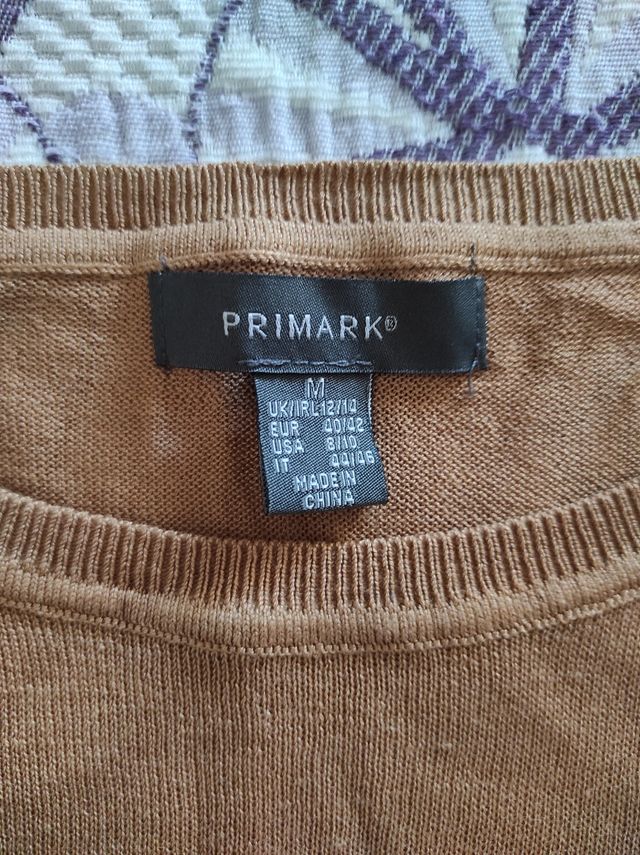 PRIMARK®
M
UK/IRL 12/14
EUR 40/42
USA 8/10
IT 44/46
MADE IN
CHINA